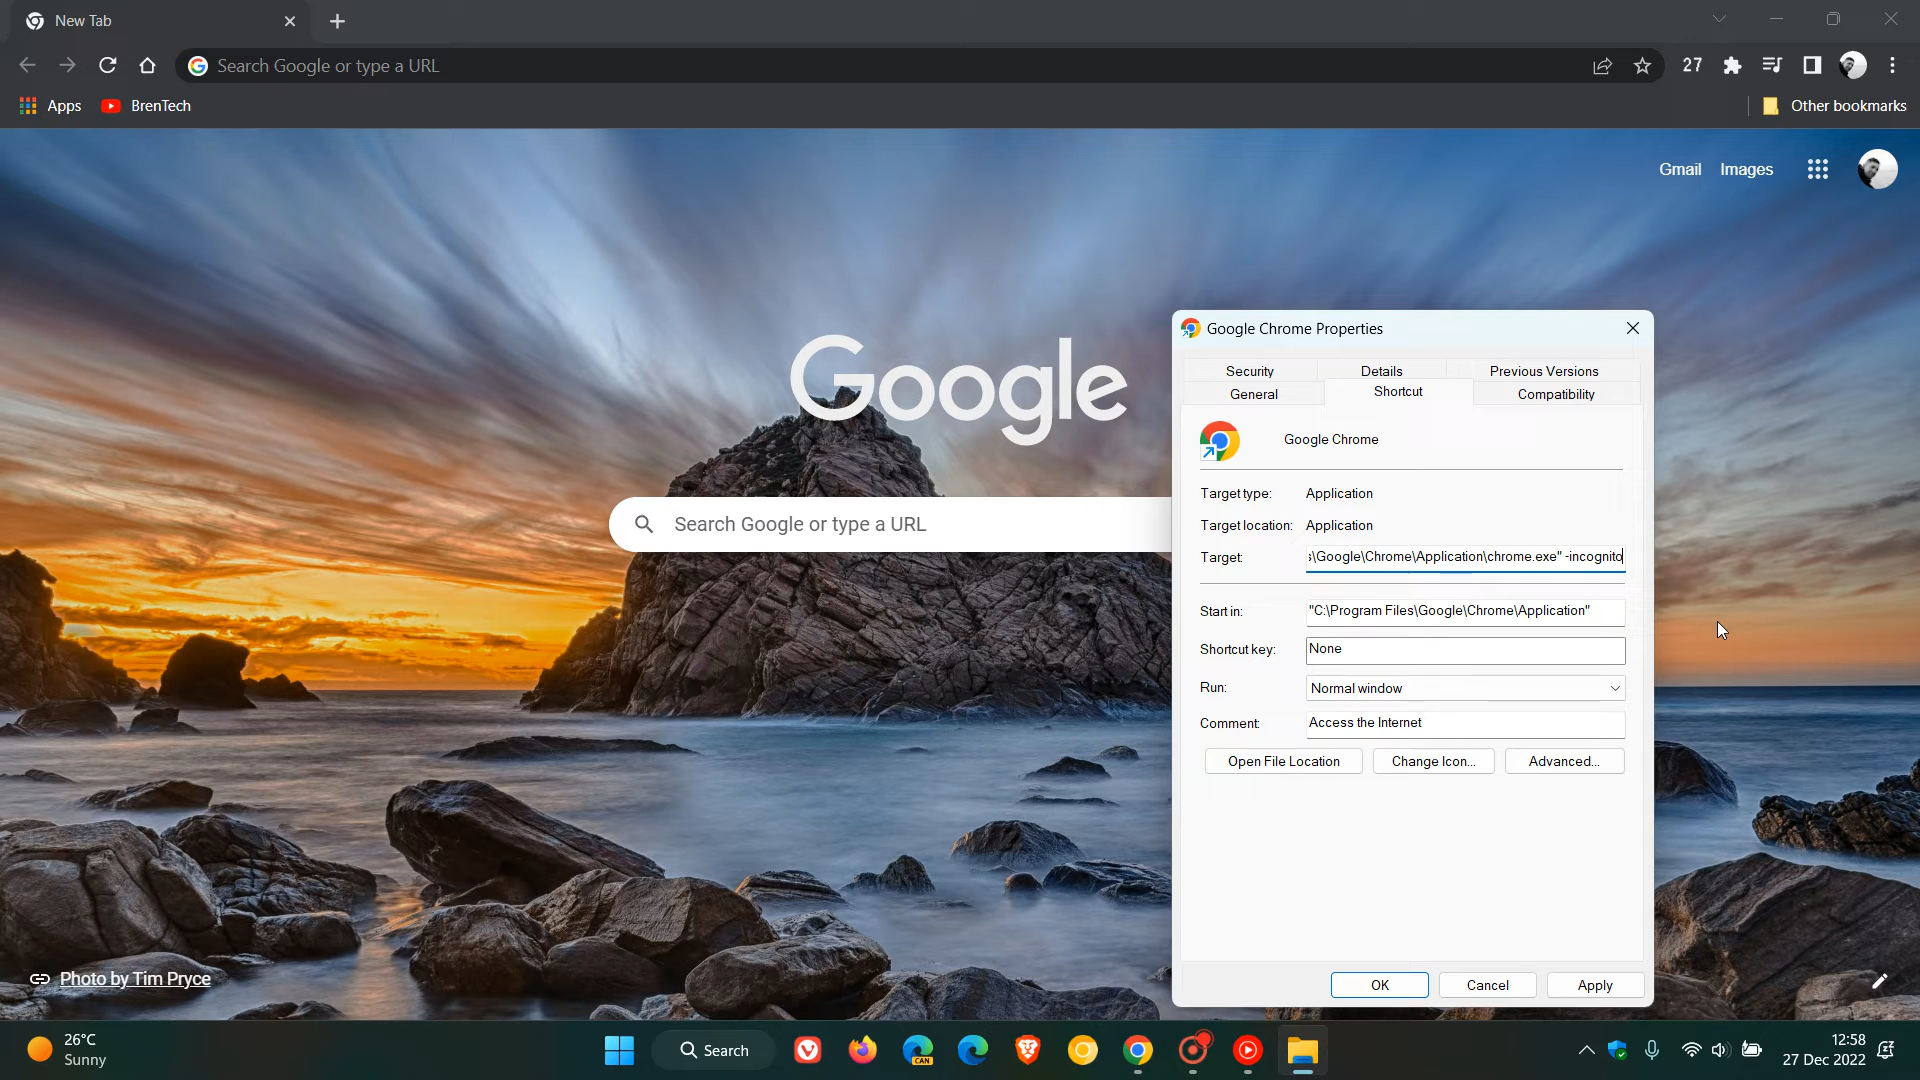 New Tab
Search Google or type a URL
27
Apps
BrenTech
Other bookmarks
Gmail
Images
Google
Search Google or type a URL
Google Chrome Properties
Security
Details
Previous Versions
General
Shortcut
Compatibility
Google Chrome
Target type: Application
Target location: Application
Target: \Google\Chrome\Application\chrome.exe" -incognito
Start in: "C:\Program Files\Google\Chrome\Application"
Shortcut key: None
Run: Normal window
Comment: Access the Internet
Open File Location
Change Icon...
Advanced...
Photo by Tim Pryce
OK
Cancel
Apply
26°C
Sunny
Search
CAN
12:58
27 Dec 2022